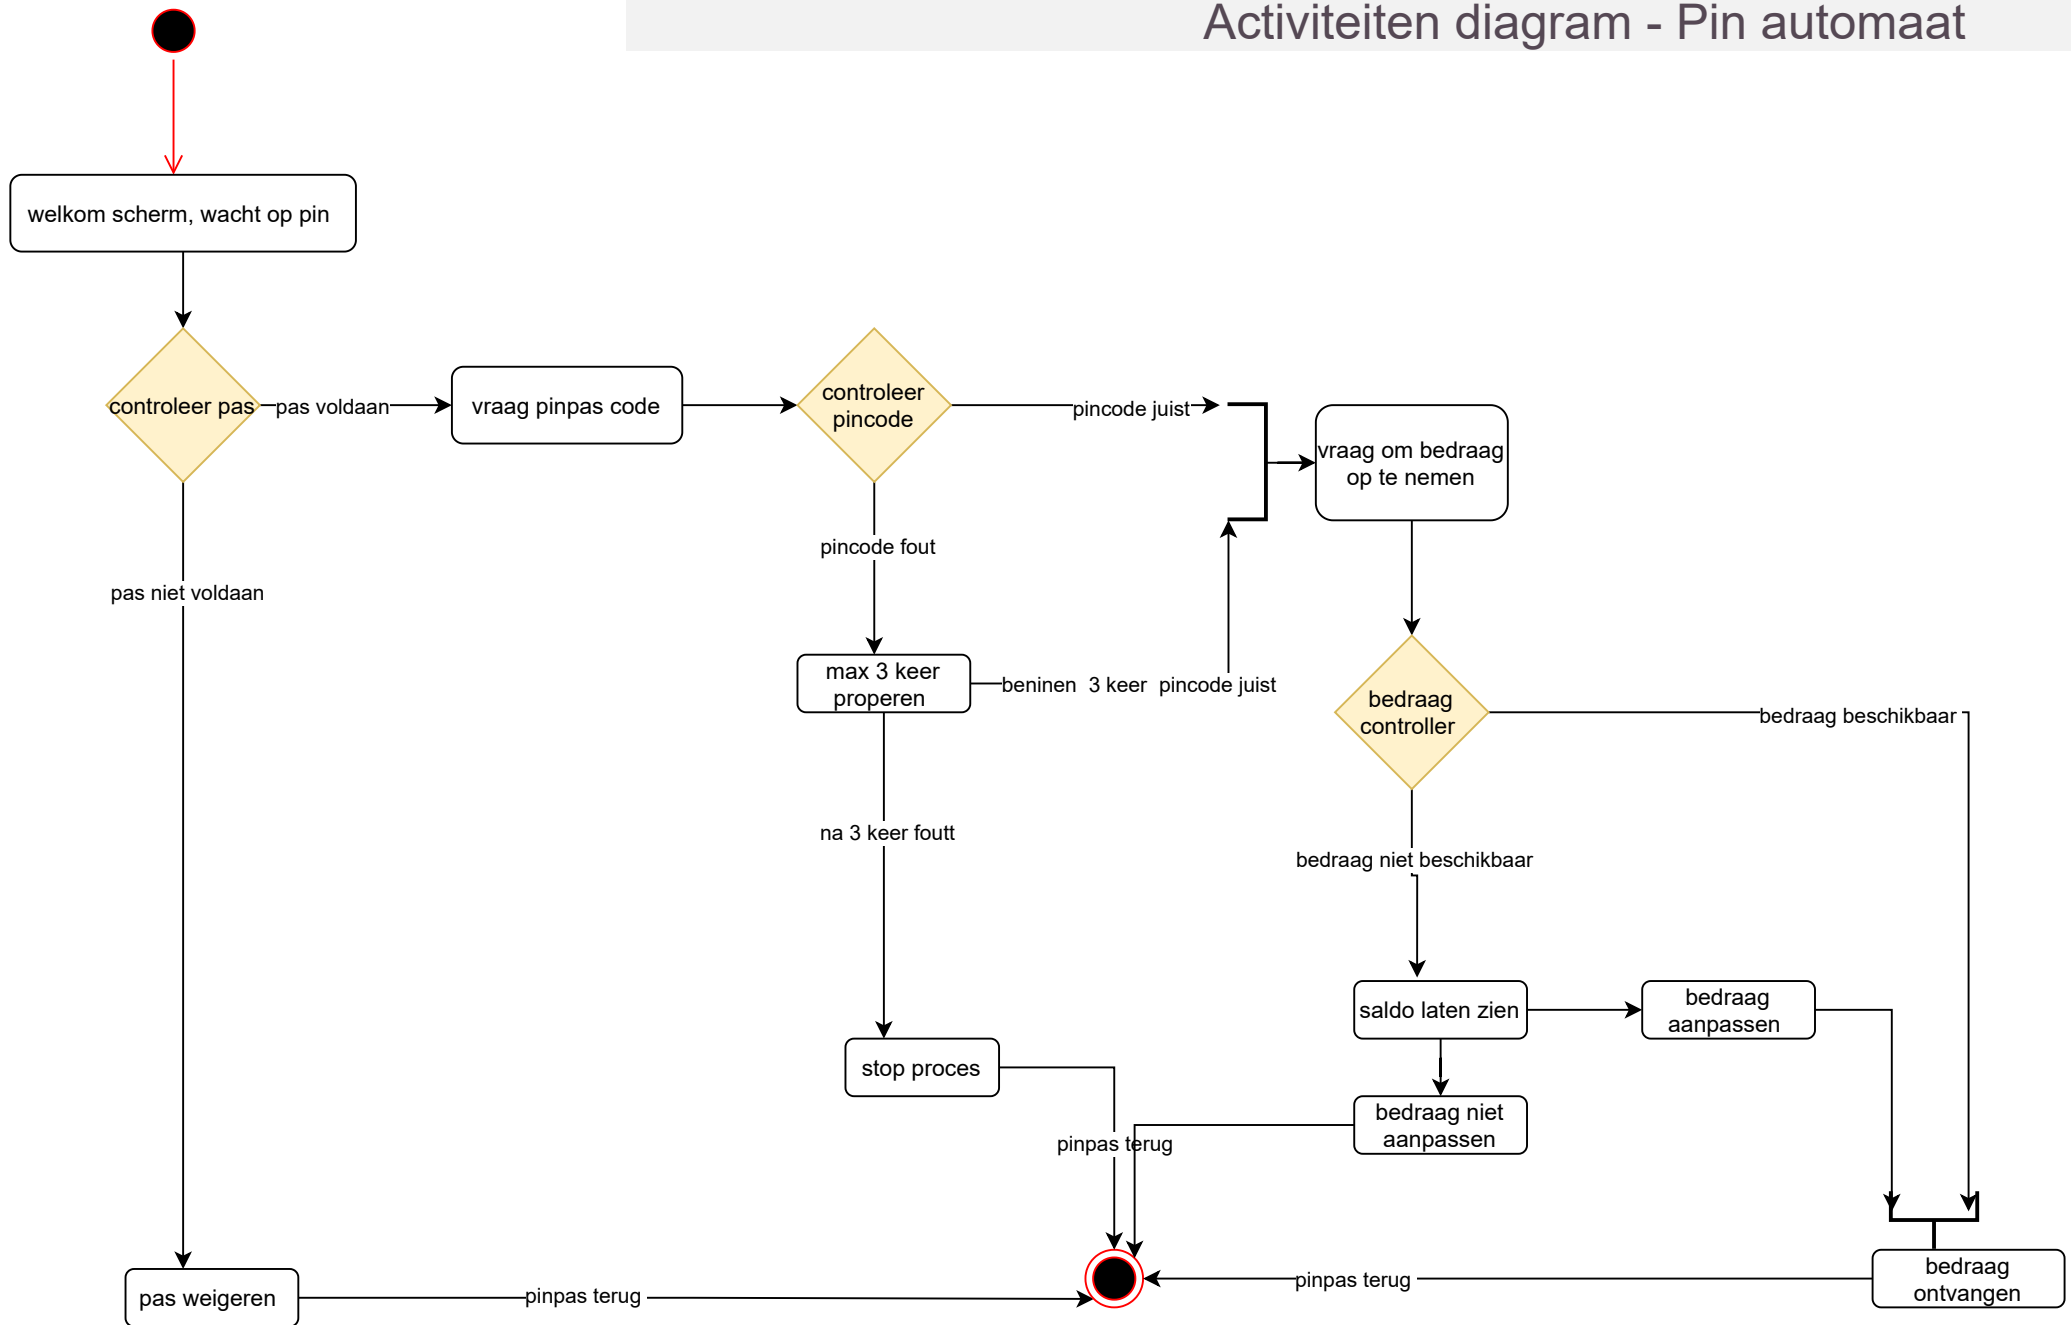 Activiteiten diagram - Pin automaat
welkom scherm, wacht op pin
controleer pas
pas voldaan
vraag pinpas code
controleer
pincode
pincode juist
vraag om bedraag
op te nemen
pincode fout
pas niet voldaan
max 3 keer
properen
beninen 3 keer pincode juist
bedraag
controller
bedraag beschikbaar
na 3 keer foutt
bedraag niet beschikbaar
saldo laten zien
bedraag
aanpassen
stop proces
bedraag niet
aanpassen
pinpas terug
pas weigeren
pinpas terug
pinpas terug
bedraag
ontvangen